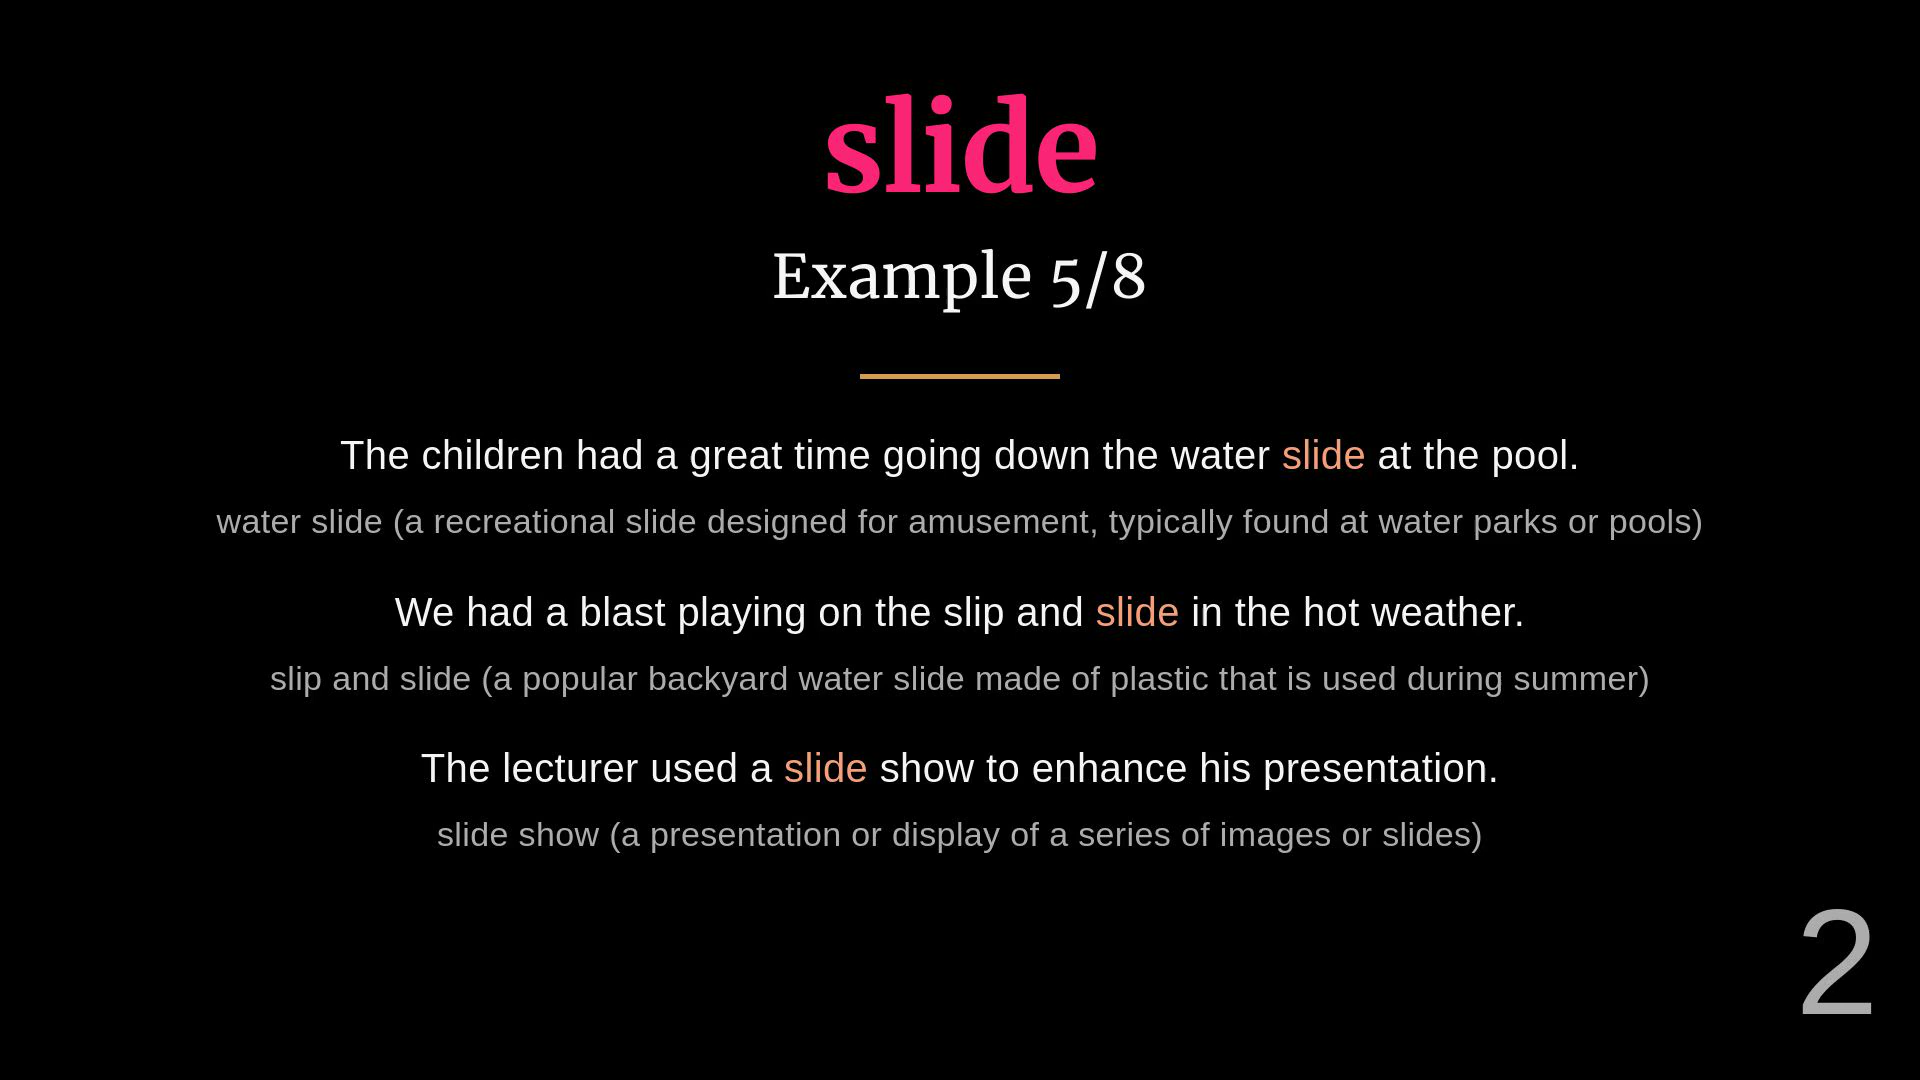 slide
Example 5/8
The children had a great time going down the water slide at the pool.
water slide (a recreational slide designed for amusement, typically found at water parks or pools)
We had a blast playing on the slip and slide in the hot weather.
slip and slide (a popular backyard water slide made of plastic that is used during summer)
The lecturer used a slide show to enhance his presentation.
slide show (a presentation or display of a series of images or slides)
2